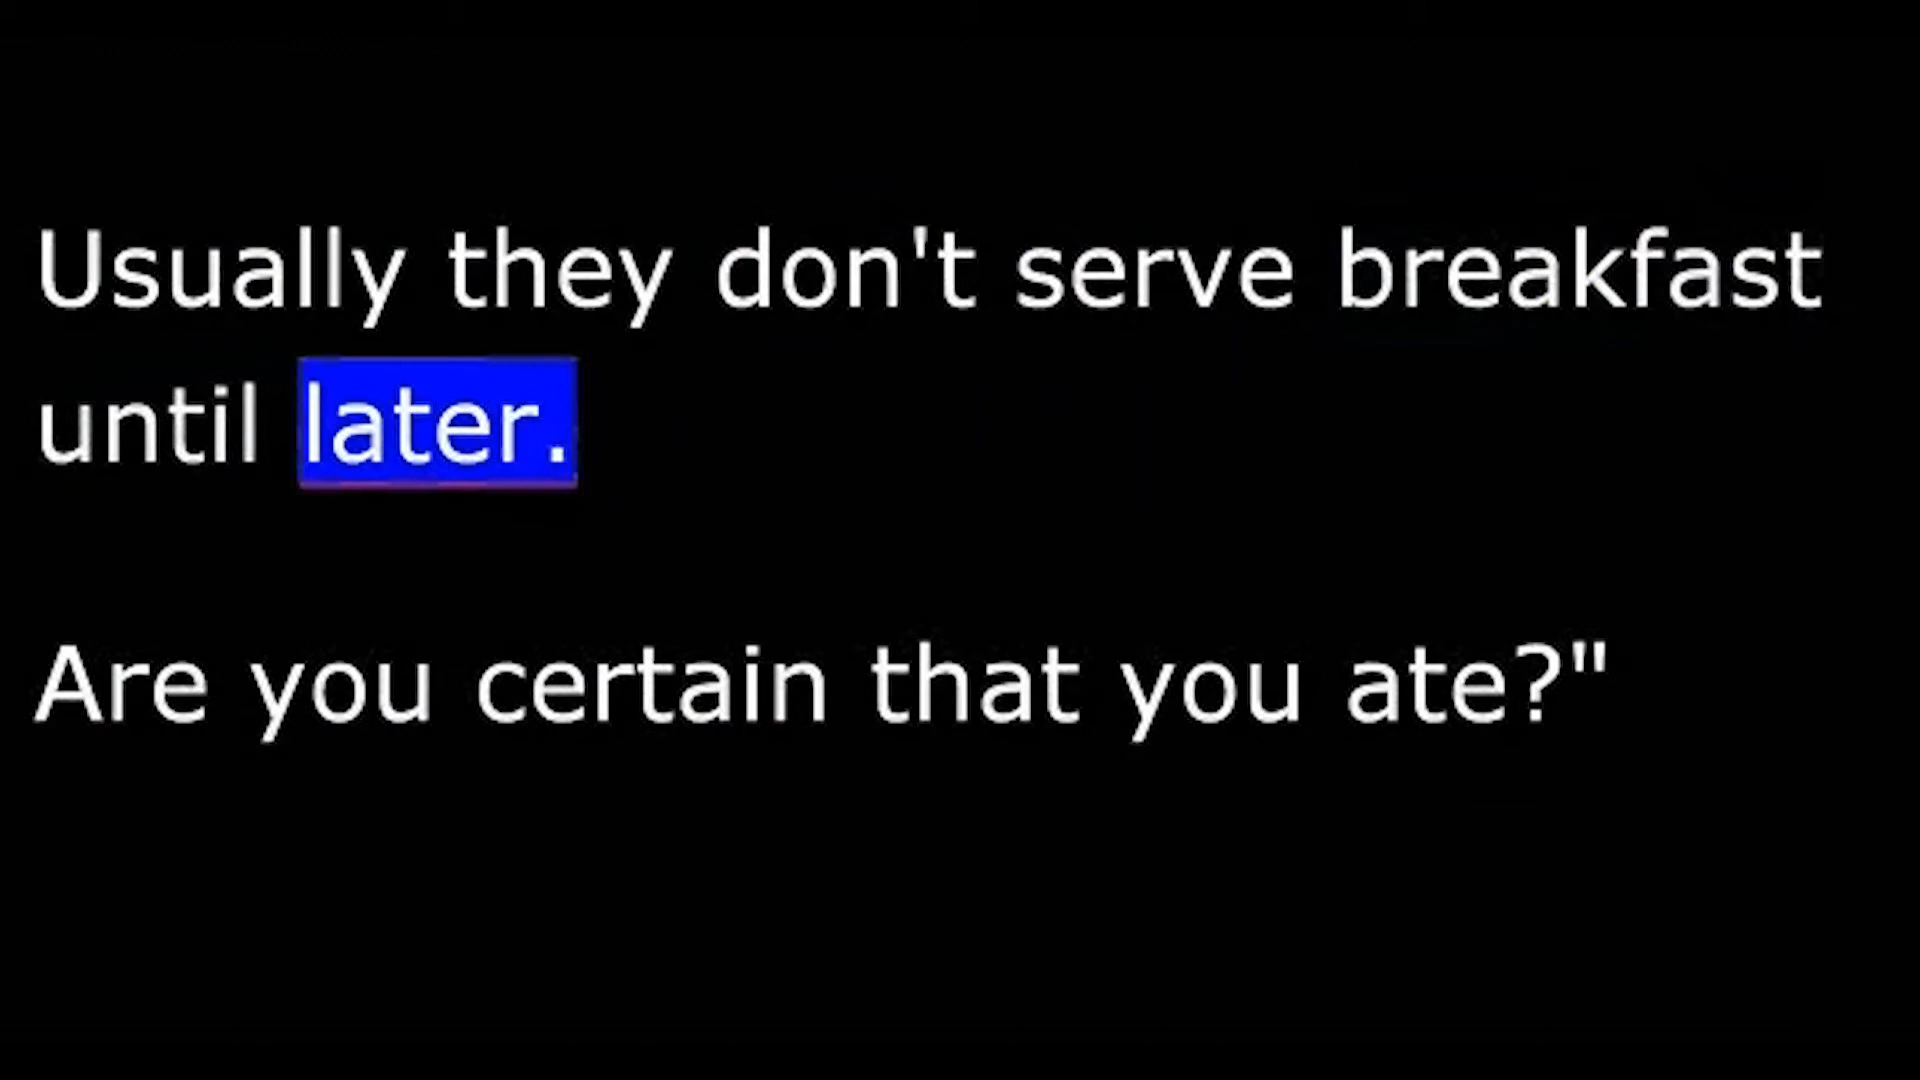 Usually they don't serve breakfast
until later.
Are you certain that you ate?"